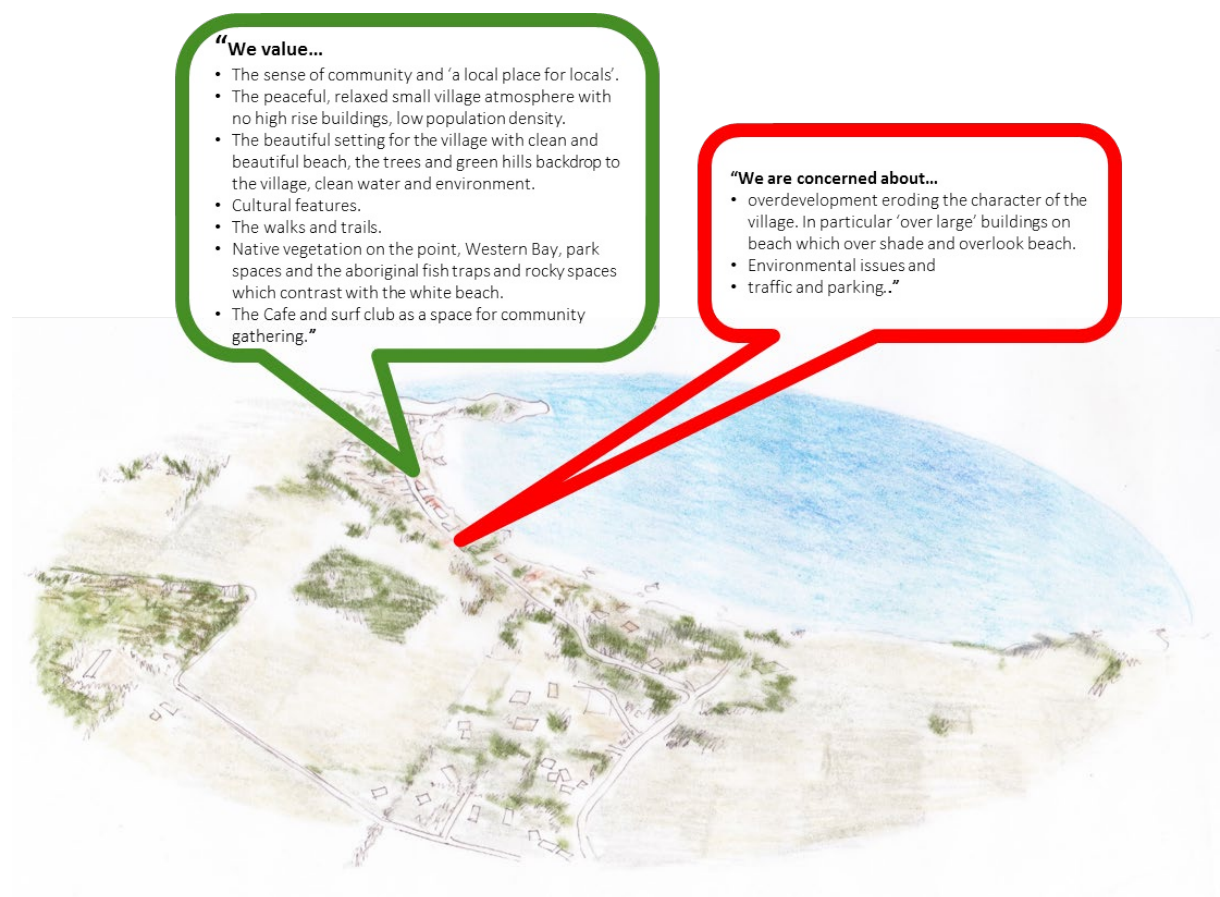 “We value...
• The sense of community and ‘a local place for locals’.
• The peaceful, relaxed small village atmosphere with
no high rise buildings, low population density.
• The beautiful setting for the village with clean and
beautiful beach, the trees and green hills backdrop to
the village, clean water and environment.
• Cultural features.
• The walks and trails.
• Native vegetation on the point, Western Bay, park
spaces and the aboriginal fish traps and rocky spaces
which contrast with the white beach.
• The Cafe and surf club as a space for community
gathering.”
“We are concerned about...
• overdevelopment eroding the character of the
village. In particular ‘over large’ buildings on
beach which over shade and overlook beach.
• Environmental issues and
• traffic and parking..”